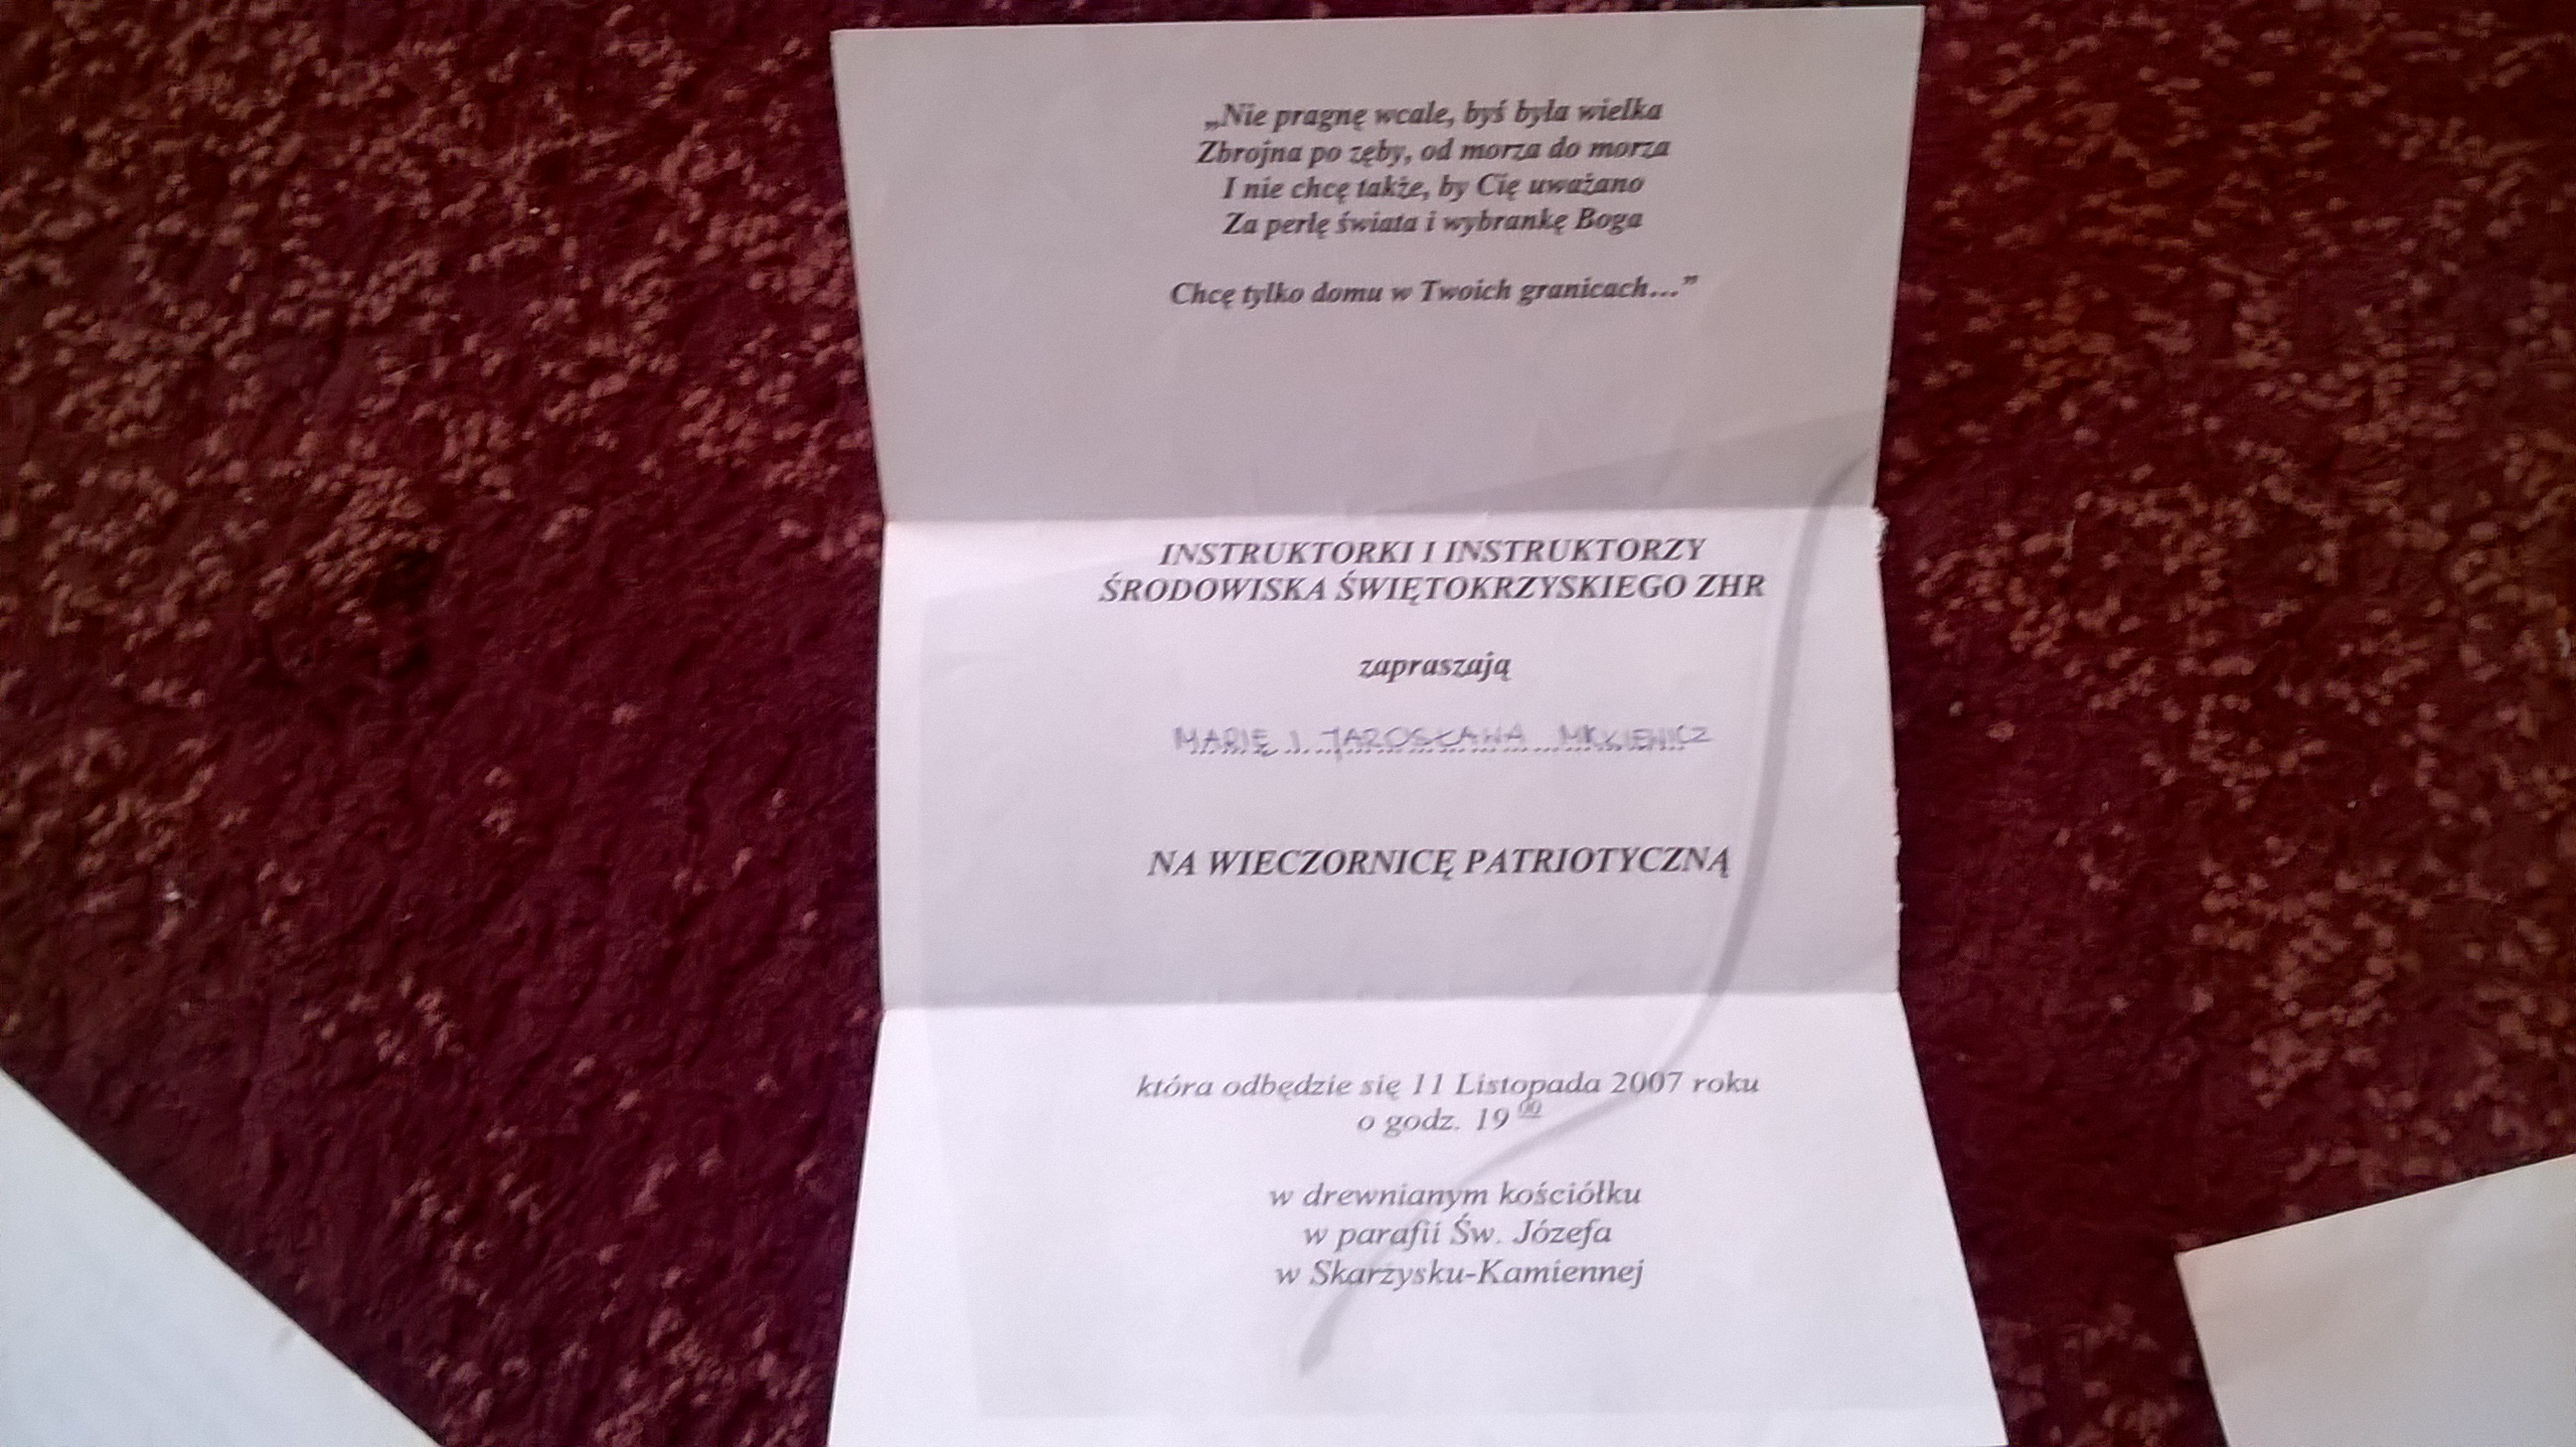 „Nie pragnę wcale, byś była wielka
Zbrojna po zęby, od morza do morza
I nie chcę także, by Cię uważano
Za perłę świata i wybrankę Boga
Chcę tylko domu w Twoich granicach...”
INSTRUKTORKI I INSTRUKTORZY
ŚRODOWISKA ŚWIĘTOKRZYSKIEGO ZHR
zapraszają
MARIĘ I JAROSŁAWA
NA WIECZORNICĘ PATRIOTYCZNĄ
która odbędzie się 11 Listopada 2007 roku
o godz. 19 00
w drewnianym kościółku
w parafii Św. Józefa
w Skarżysku-Kamiennej